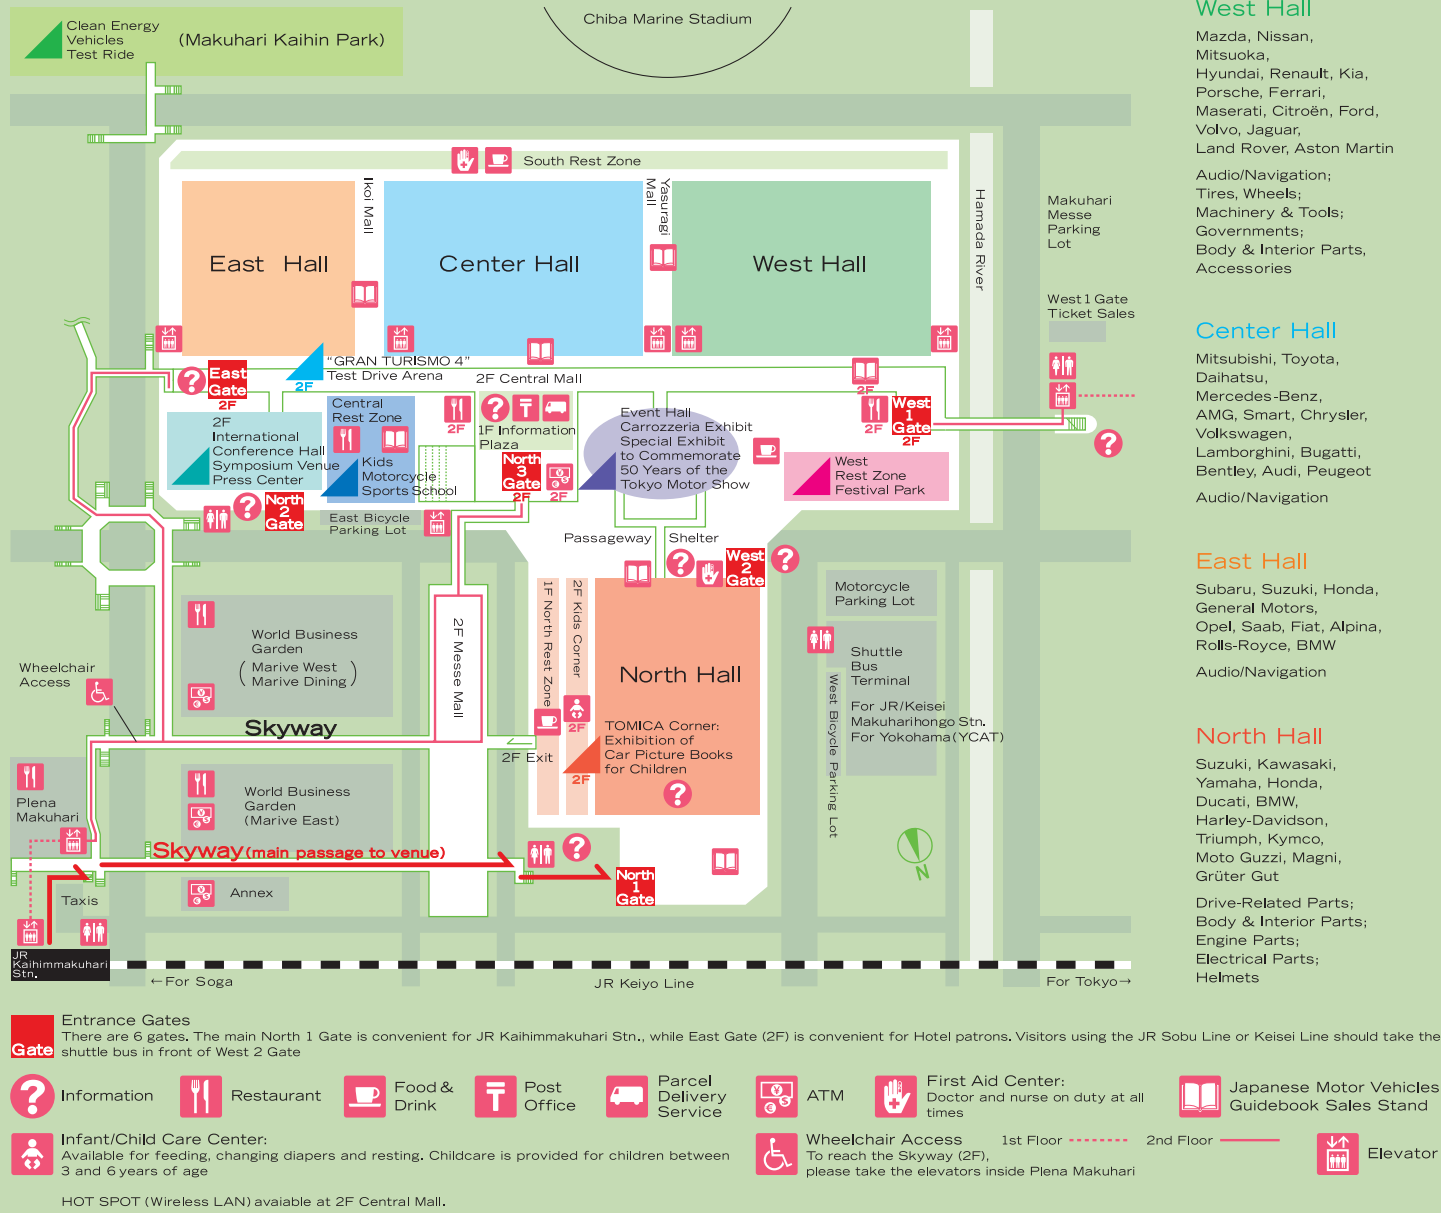 Clean Energy
Vehicles
Test Ride
(Makuhari Kaihin Park)
Chiba Marine Stadium
South Rest Zone
Ikoi Mall
Yasuragi
Mall
Hamada River
Makuhari
Messe
Parking
Lot
East Hall
Center Hall
West Hall
West 1 Gate
Ticket Sales
East
Gate
2F
"GRAN TURISMO 4"
Test Drive Arena
2F
2F Central Mall
2F
2F
International
Conference Hall
Symposium Venue
Press Center
Central
Rest Zone
Kids
Motorcycle
Sports School
2F
1F Information
Plaza
North
3
Gate
2F
2F
Event Hall
Carrozzeria Exhibit
Special Exhibit
to Commemorate
50 Years of the
Tokyo Motor Show
2F
West
1
Gate
2F
West
Rest Zone
Festival Park
North
2
Gate
East Bicycle
Parking Lot
Passageway
Shelter
West
2
Gate
1F North Rest Zone
2F Kids Corner
2F Messe Mall
World Business
Garden
(Marive West
Marive Dining)
Wheelchair
Access
Skyway
North Hall
2F
TOMICA Corner:
Exhibition of
Car Picture Books
for Children
2F
2F Exit
Motorcycle
Parking Lot
Shuttle
Bus
Terminal
For JR/Keisei
Makuharihongo Stn.
For Yokohama(YCAT)
West Bicycle Parking Lot
Plena
Makuhari
World Business
Garden
(Marive East)
Skyway(main passage to venue)
North
1
Gate
N
Annex
Taxis
JR
Kaihimmakuhari
Stn.
←For Soga
JR Keiyo Line
For Tokyo→
West Hall
Mazda, Nissan,
Mitsuoka,
Hyundai, Renault, Kia,
Porsche, Ferrari,
Maserati, Citroën, Ford,
Volvo, Jaguar,
Land Rover, Aston Martin
Audio/Navigation;
Tires, Wheels;
Machinery & Tools;
Governments;
Body & Interior Parts,
Accessories
Center Hall
Mitsubishi, Toyota,
Daihatsu,
Mercedes-Benz,
AMG, Smart, Chrysler,
Volkswagen,
Lamborghini, Bugatti,
Bentley, Audi, Peugeot
Audio/Navigation
East Hall
Subaru, Suzuki, Honda,
General Motors,
Opel, Saab, Fiat, Alpina,
Rolls-Royce, BMW
Audio/Navigation
North Hall
Suzuki, Kawasaki,
Yamaha, Honda,
Ducati, BMW,
Harley-Davidson,
Triumph, Kymco,
Moto Guzzi, Magni,
Grüter Gut
Drive-Related Parts;
Body & Interior Parts;
Engine Parts;
Electrical Parts;
Helmets
Gate
Entrance Gates
There are 6 gates. The main North 1 Gate is convenient for JR Kaihimmakuhari Stn., while East Gate (2F) is convenient for Hotel patrons. Visitors using the JR Sobu Line or Keisei Line should take the
shuttle bus in front of West 2 Gate
Information
Restaurant
Food &
Drink
Post
Office
Parcel
Delivery
Service
ATM
First Aid Center:
Doctor and nurse on duty at all
times
Japanese Motor Vehicles
Guidebook Sales Stand
Infant/Child Care Center:
Available for feeding, changing diapers and resting. Childcare is provided for children between
3 and 6 years of age
Wheelchair Access
To reach the Skyway (2F),
please take the elevators inside Plena Makuhari
1st Floor
2nd Floor
Elevator
HOT SPOT (Wireless LAN) avaiable at 2F Central Mall.